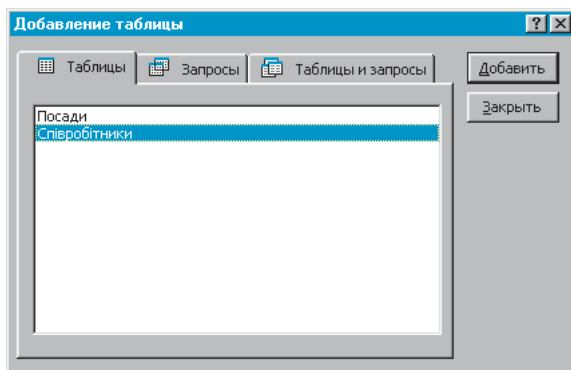 Добавление таблицы
Таблицы Запросы Таблицы и запросы
Добавить
Закрыть
Посади
Співробітники